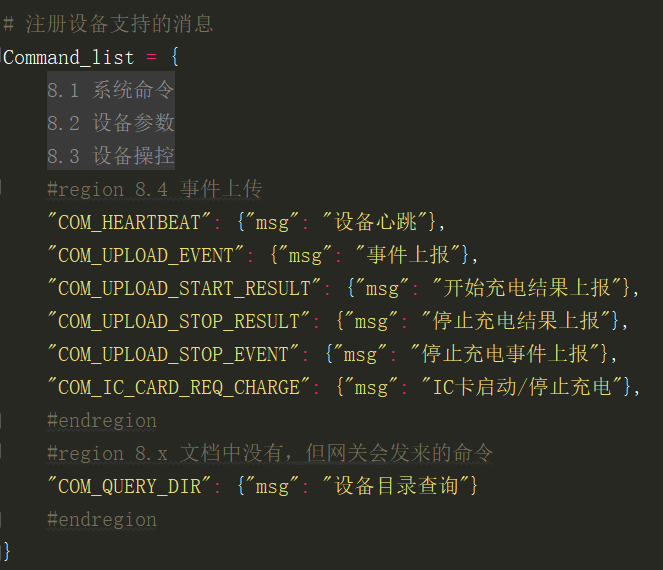 # 注册设备支持的消息
Command_list = {
8.1 系统命令
8.2 设备参数
8.3 设备操控
#region 8.4 事件上传
"COM_HEARTBEAT": {"msg": "设备心跳"},
"COM_UPLOAD_EVENT": {"msg": "事件上报"},
"COM_UPLOAD_START_RESULT": {"msg": "开始充电结果上报"},
"COM_UPLOAD_STOP_RESULT": {"msg": "停止充电结果上报"},
"COM_UPLOAD_STOP_EVENT": {"msg": "停止充电事件上报"},
"COM_IC_CARD_REQ_CHARGE": {"msg": "IC卡启动/停止充电"},
#endregion
#region 8.x 文档中没有，但网关会发来的命令
"COM_QUERY_DIR": {"msg": "设备目录查询"}
#endregion
}